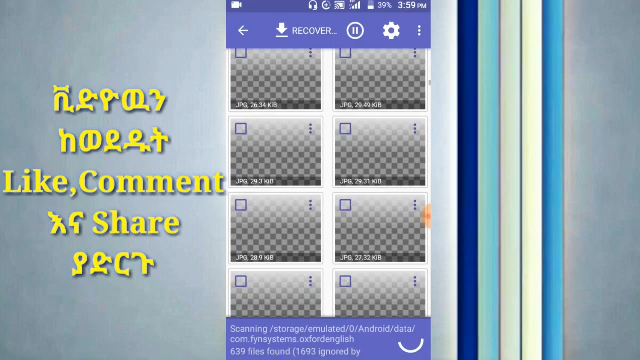 39% 3:59 PM
RECOVER...
JPG, 26.34 KiB
JPG, 29.49 KiB
JPG, 29.3 KiB
JPG, 29.31 KiB
JPG, 28.9 KiB
JPG, 27.32 KiB
Scanning /storage/emulated/0/Android/data/
com.fynsystems.oxfordenglish
639 files found (1693 ignored by
ቪድዮዉን
ከወደዱት
Like,Comment
እና Share
ያድርጉ